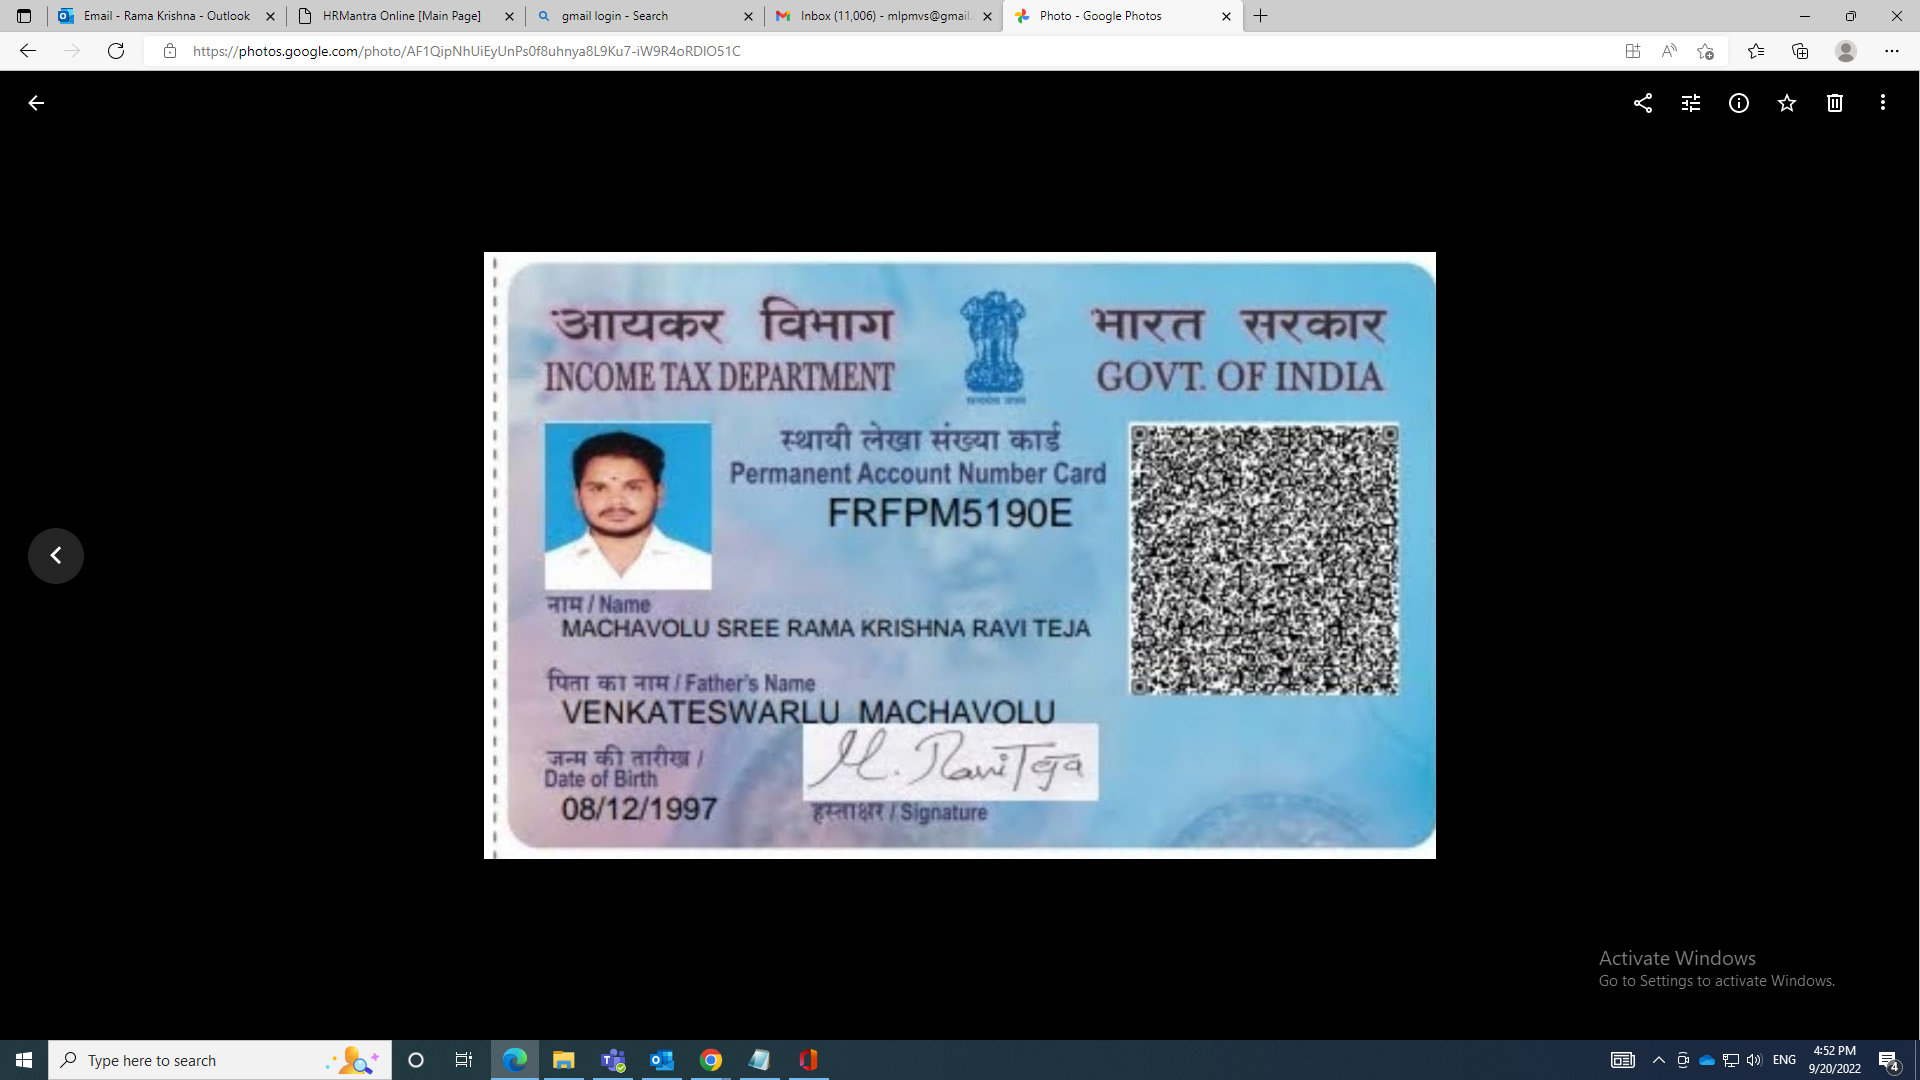 Email - Rama Krishna - Outlook
HRMantra Online [Main Page]
gmail login - Search
Inbox (11,006) - mlpmvs@gmail.
Photo - Google Photos
https://photos.google.com/photo/AF1QipNhUiEyUnPs0f8uhnya8L9Ku7-iW9R4oRDIO51C
आयकर विभाग
INCOME TAX DEPARTMENT
भारत सरकार
GOVT. OF INDIA
स्थायी लेखा संख्या कार्ड
Permanent Account Number Card
FRFPM5190E
नाम / Name
MACHAVOLU SREE RAMA KRISHNA RAVI TEJA
पिता का नाम / Father's Name
VENKATESWARLU MACHAVOLU
जन्म की तारीख /
Date of Birth
08/12/1997
M. RaviTeja
हस्ताक्षर / Signature
Activate Windows
Go to Settings to activate Windows.
Type here to search
ENG
4:52 PM
9/20/2022
4